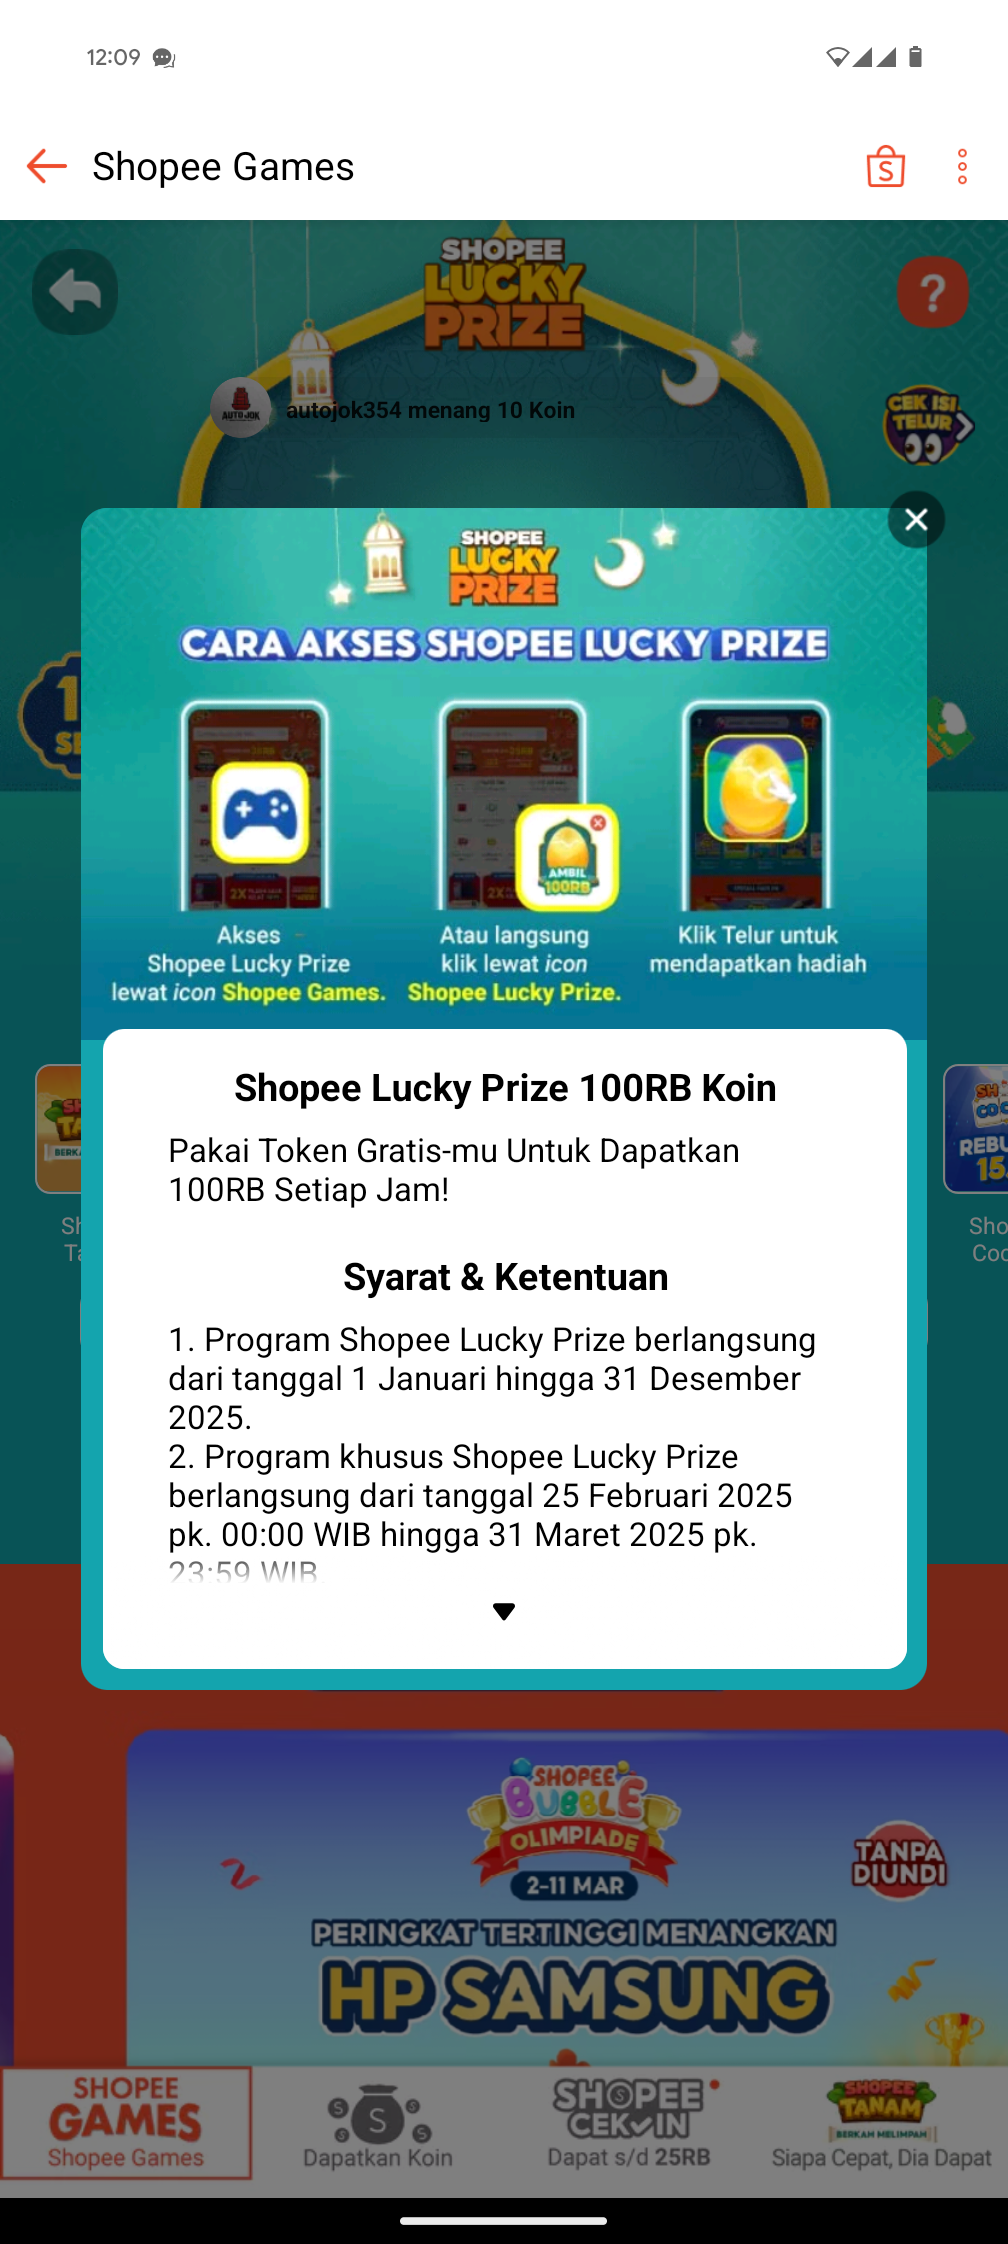 12:09
Shopee Games
SHOPEE
LUCKY
PRIZE
?
autojok354 menang 10 Koin
AUTO JOK
CEK ISI
TELUR
SHOPEE
LUCKY
PRIZE
CARA AKSES SHOPEE LUCKY PRIZE
AMBIL
100RB
2X
2X
Akses
Shopee Lucky Prize
lewat icon Shopee Games.
Atau langsung
klik lewat icon
Shopee Lucky Prize.
Klik Telur untuk
mendapatkan hadiah
Shopee Lucky Prize 100RB Koin
Pakai Token Gratis-mu Untuk Dapatkan
100RB Setiap Jam!
Syarat & Ketentuan
1. Program Shopee Lucky Prize berlangsung
dari tanggal 1 Januari hingga 31 Desember
2025.
2. Program khusus Shopee Lucky Prize
berlangsung dari tanggal 25 Februari 2025
pk. 00:00 WIB hingga 31 Maret 2025 pk.
23:59 WIB.
SHOPEE
BUBBLE
OLIMPIADE
2-11 MAR
TANPA
DIUNDI
PERINGKAT TERTINGGI MENANGKAN
HP SAMSUNG
SHOPEE
GAMES
Shopee Games
Dapatkan Koin
SHOPEE
CEK IN
Dapat s/d 25RB
SHOPEE
TANAM
BERKAH MELIMPAH
Siapa Cepat, Dia Dapat